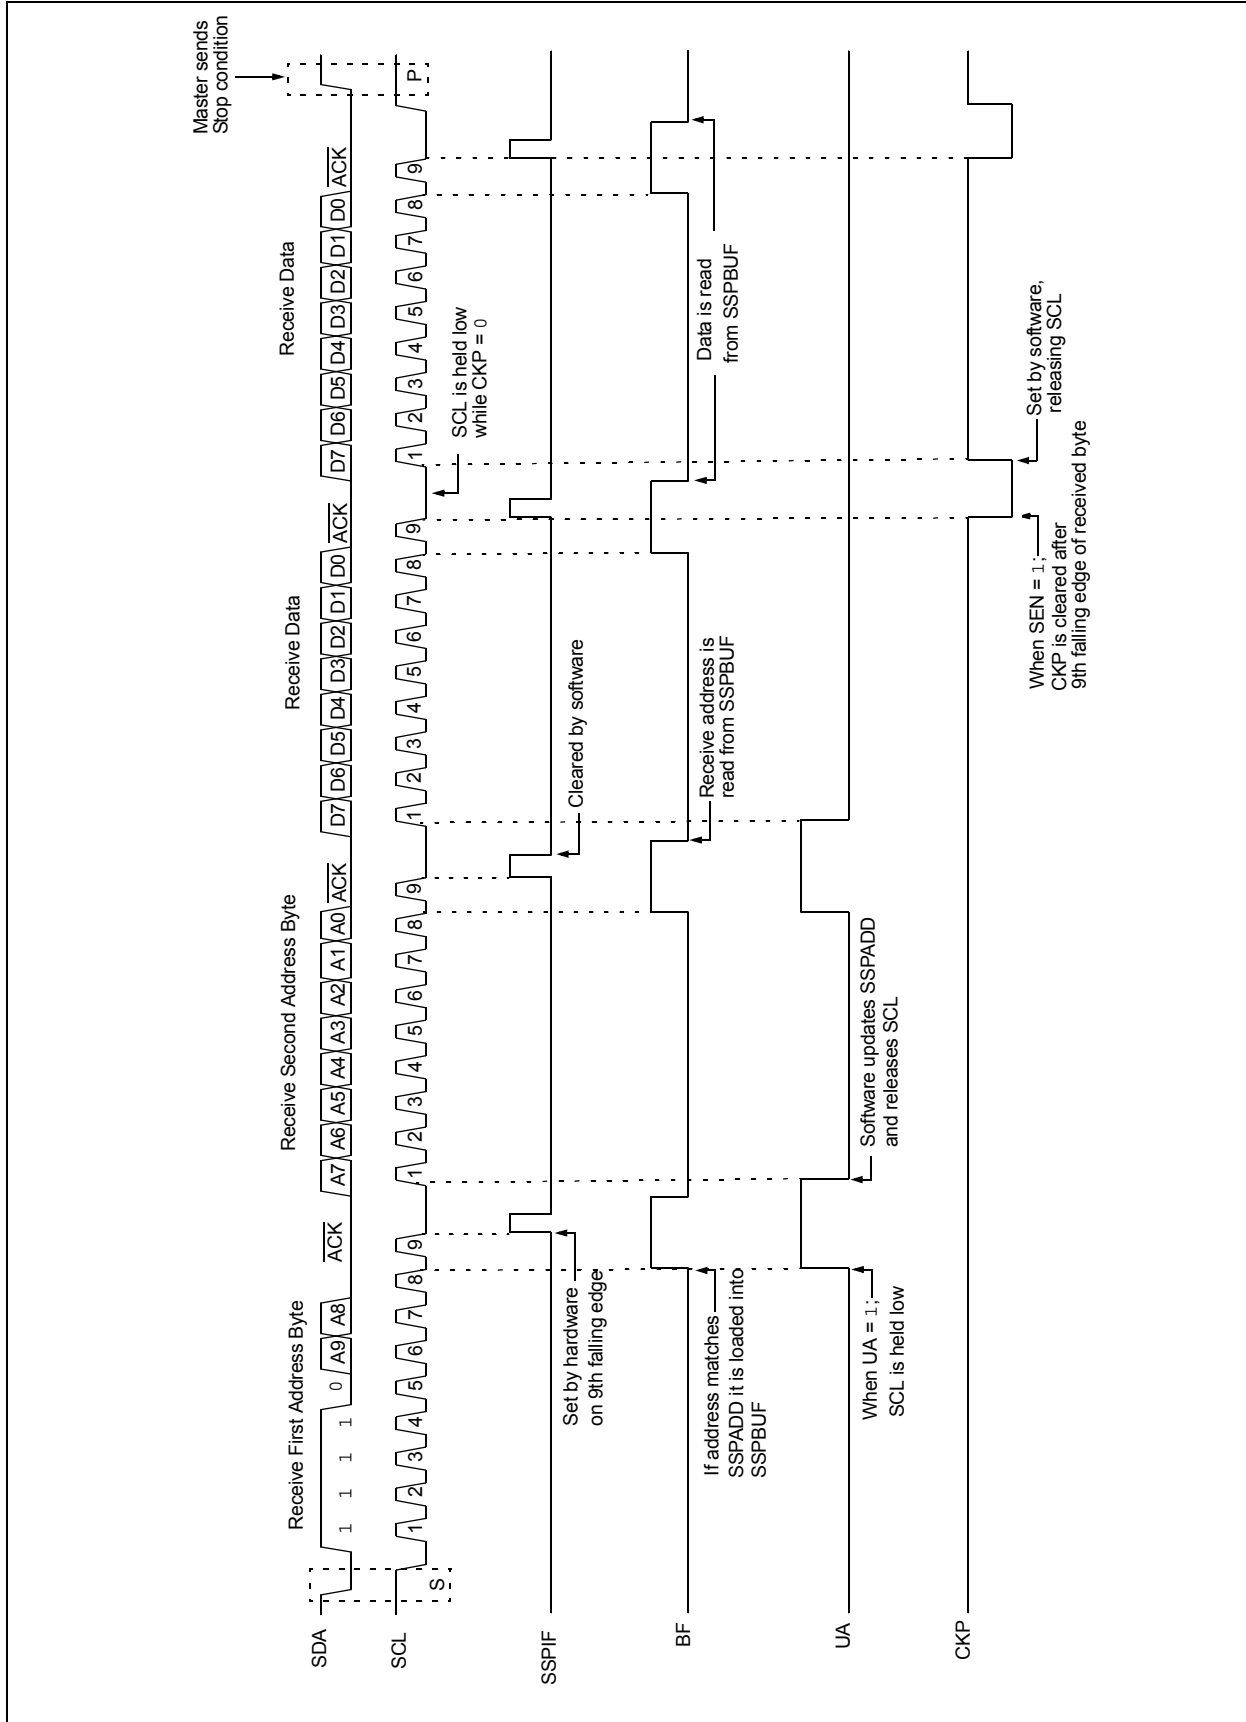 Master sends
Stop condition
Receive First Address Byte
Receive Second Address Byte
Receive Data
Receive Data
SDA
1 1 1 1 0 A9 A8 ACK A7 A6 A5 A4 A3 A2 A1 A0 ACK D7 D6 D5 D4 D3 D2 D1 D0 ACK D7 D6 D5 D4 D3 D2 D1 D0 ACK
SCL
S 1 2 3 4 5 6 7 8 9 1 2 3 4 5 6 7 8 9 1 2 3 4 5 6 7 8 9 1 2 3 4 5 6 7 8 9 P
SCL is held low
while CKP = 0
SSPIF
Set by hardware
on 9th falling edge
Cleared by software
BF
If address matches
SSPADD it is loaded into
SSPBUF
Receive address is
read from SSPBUF
Data is read
from SSPBUF
UA
When UA = 1;
SCL is held low
Software updates SSPADD
and releases SCL
CKP
When SEN = 1;
CKP is cleared after
9th falling edge of received byte
Set by software,
releasing SCL